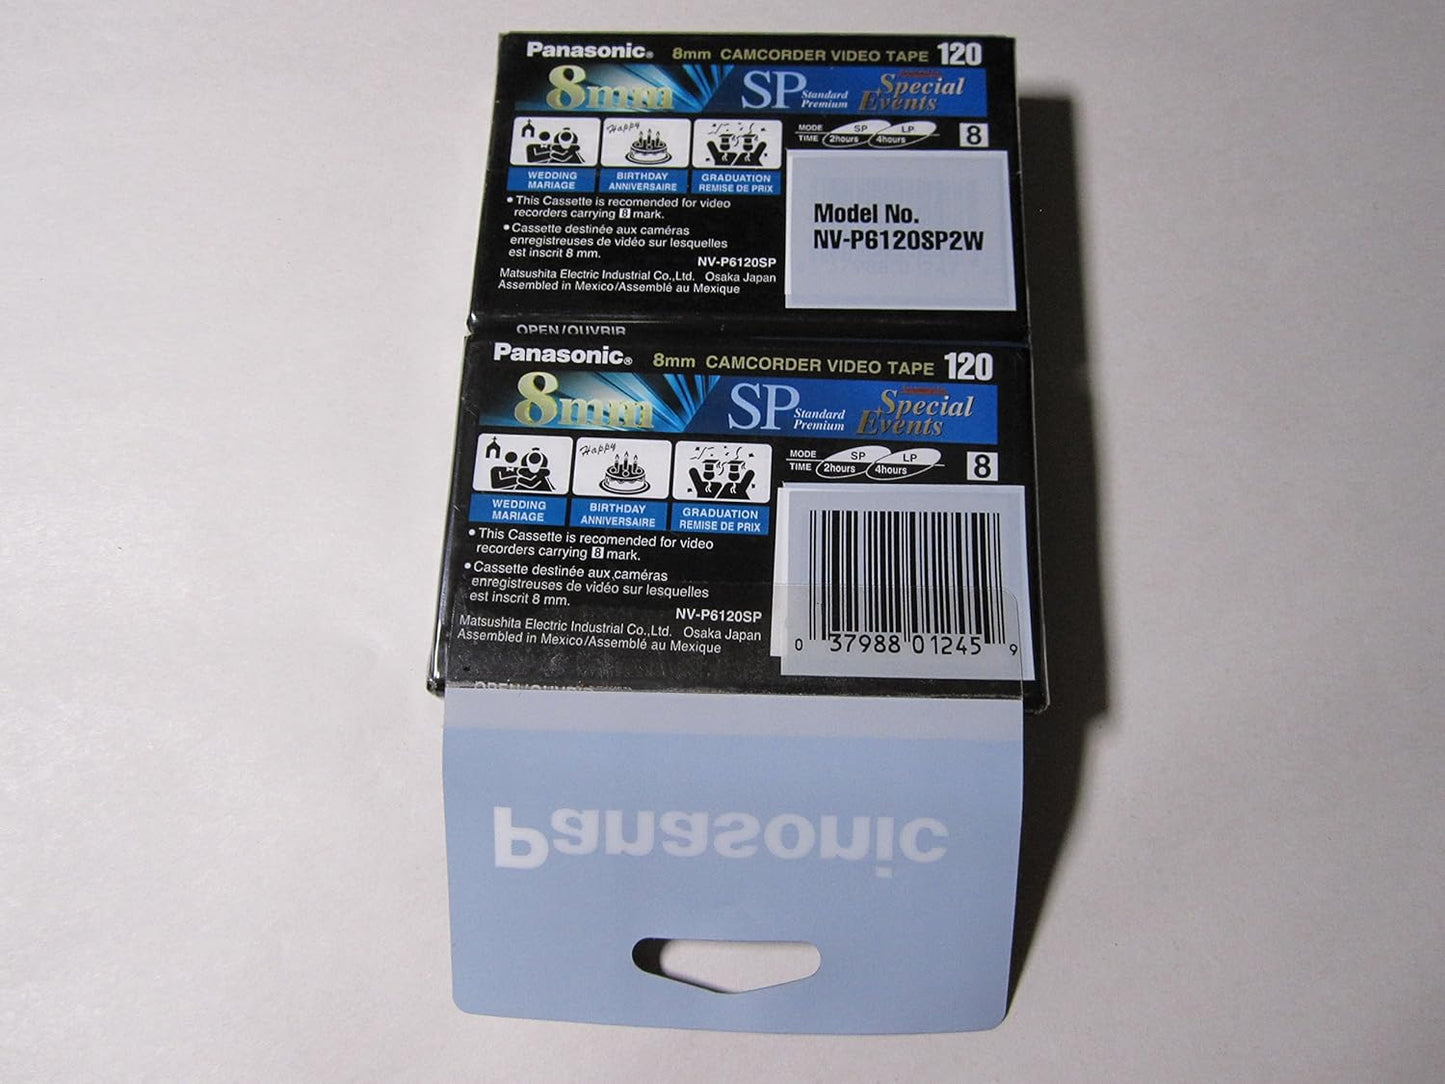 Panasonic® 8mm CAMCORDER VIDEO TAPE 120
8mm SP Standard Premium Special Events
Happy
MODE SP LP
TIME 2hours 4hours
8
WEDDING BIRTHDAY GRADUATION
MARIAGE ANNIVERSAIRE REMISE DE PRIX
• This Cassette is recomended for video
recorders carrying 8 mark.
• Cassette destinée aux caméras
enregistreuses de vidéo sur lesquelles
est inscrit 8 mm.
NV-P6120SP
Matsushita Electric Industrial Co.,Ltd. Osaka Japan
Assembled in Mexico/Assemblé au Mexique
Model No.
NV-P6120SP2W
OPEN/OUVRIR
Panasonic® 8mm CAMCORDER VIDEO TAPE 120
8mm SP Standard Premium Special Events
Happy
MODE SP LP
TIME 2hours 4hours
8
WEDDING BIRTHDAY GRADUATION
MARIAGE ANNIVERSAIRE REMISE DE PRIX
• This Cassette is recomended for video
recorders carrying 8 mark.
• Cassette destinée aux caméras
enregistreuses de vidéo sur lesquelles
est inscrit 8 mm.
NV-P6120SP
Matsushita Electric Industrial Co.,Ltd. Osaka Japan
Assembled in Mexico/Assemblé au Mexique
0 37988 01245 9
Panasonic